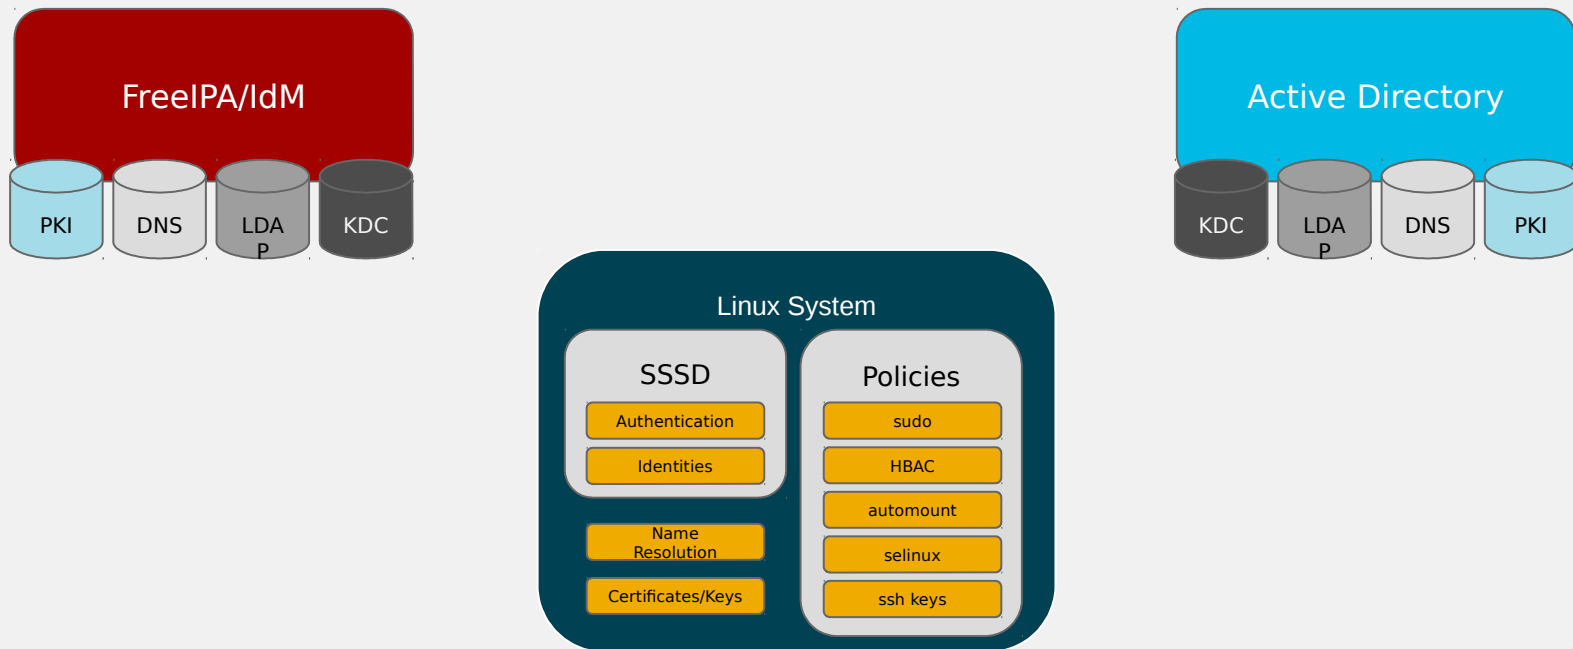 FreeIPA/IdM
PKI
DNS
LDA
P
KDC
Active Directory
KDC
LDA
P
DNS
PKI
Linux System
SSSD
Authentication
Identities
Name
Resolution
Certificates/Keys
Policies
sudo
HBAC
automount
selinux
ssh keys